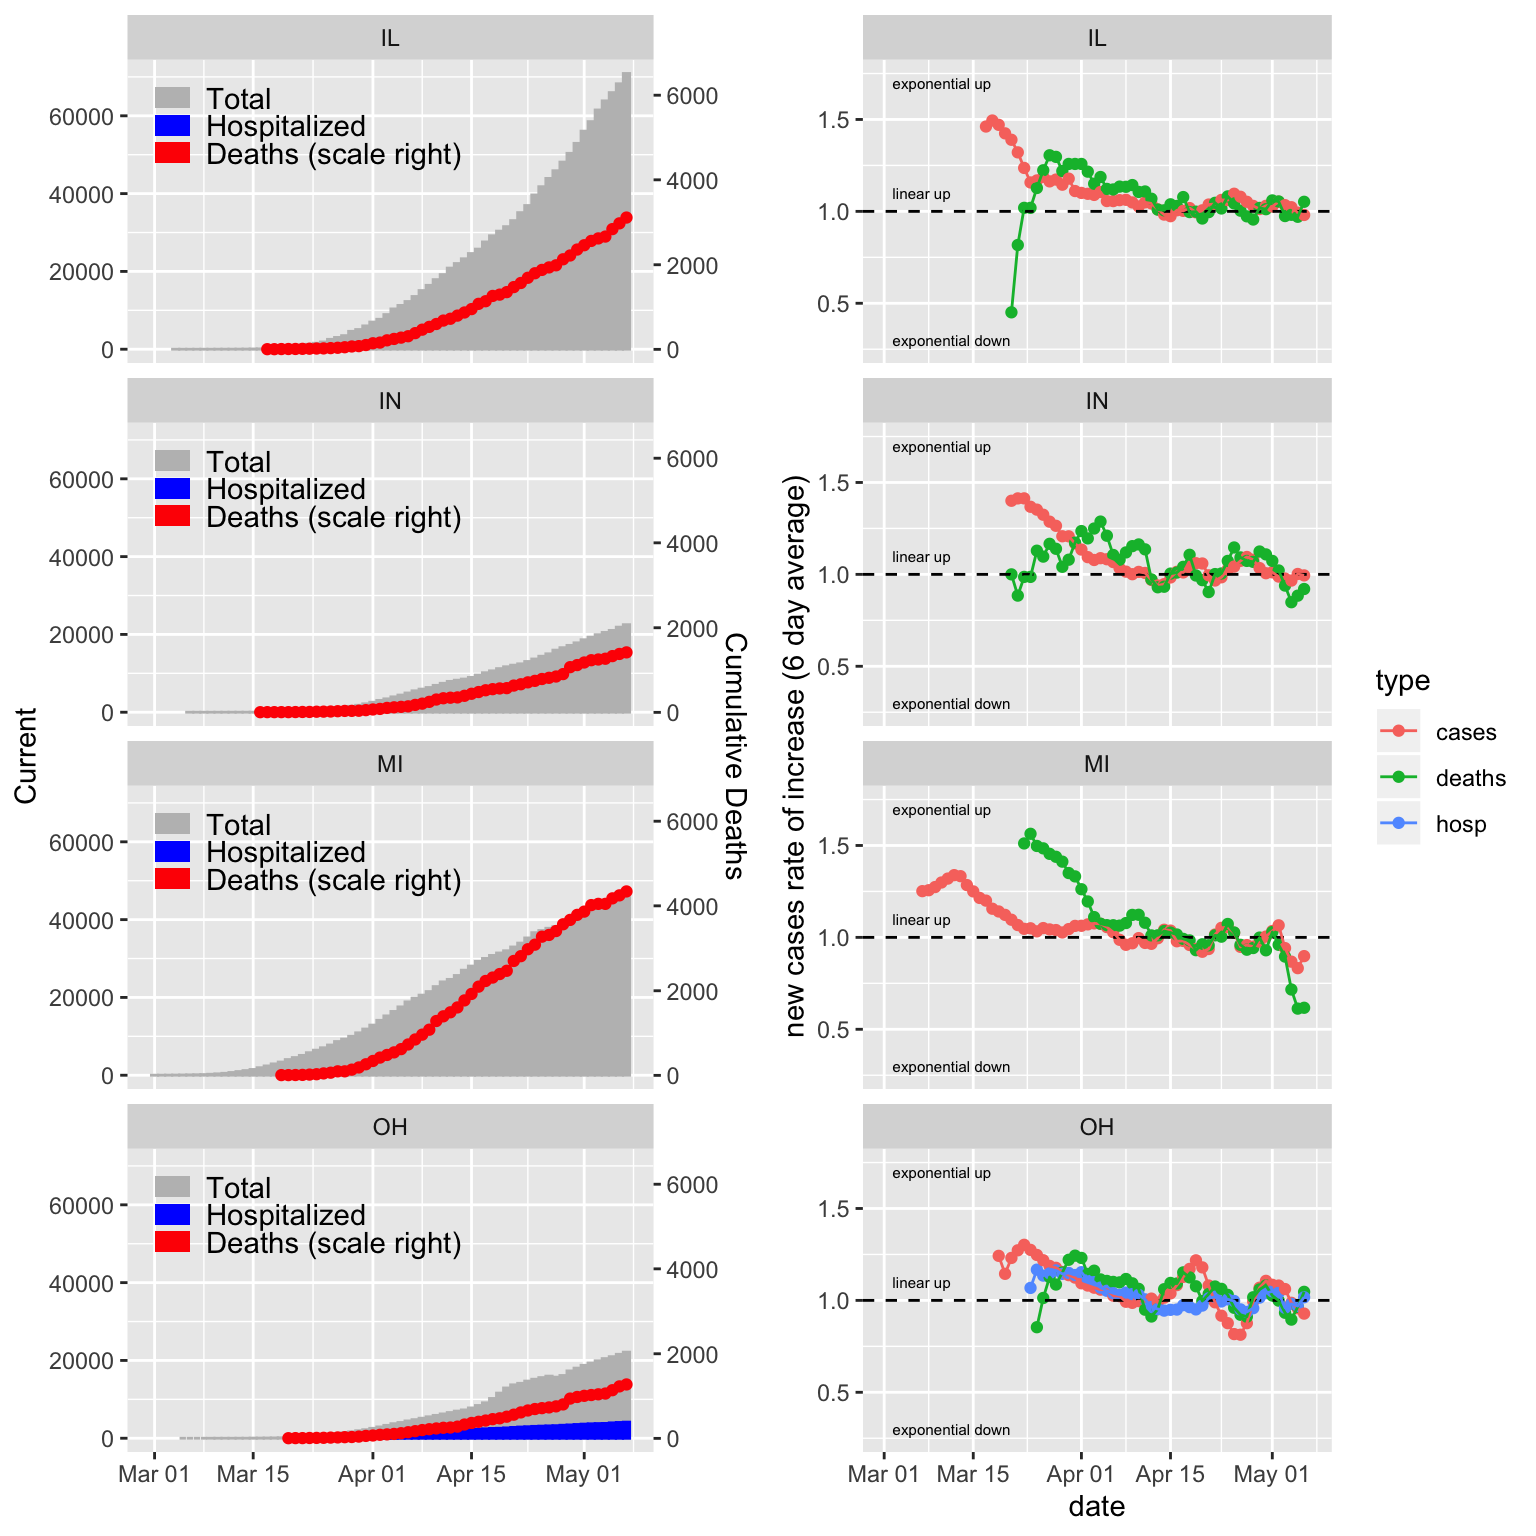 IL
60000
40000
20000
0
Total
Hospitalized
Deaths (scale right)
6000
4000
2000
0
IN
60000
40000
20000
0
Total
Hospitalized
Deaths (scale right)
6000
4000
2000
0
MI
60000
40000
20000
0
Total
Hospitalized
Deaths (scale right)
6000
4000
2000
0
OH
60000
40000
20000
0
Total
Hospitalized
Deaths (scale right)
6000
4000
2000
0
Mar 01 Mar 15 Apr 01 Apr 15 May 01
Current
Cumulative Deaths
new cases rate of increase (6 day average)
IL
1.5
1.0
0.5
exponential up
linear up
exponential down
IN
1.5
1.0
0.5
exponential up
linear up
exponential down
MI
1.5
1.0
0.5
exponential up
linear up
exponential down
OH
1.5
1.0
0.5
exponential up
linear up
exponential down
Mar 01 Mar 15 Apr 01 Apr 15 May 01
date
type
cases
deaths
hosp